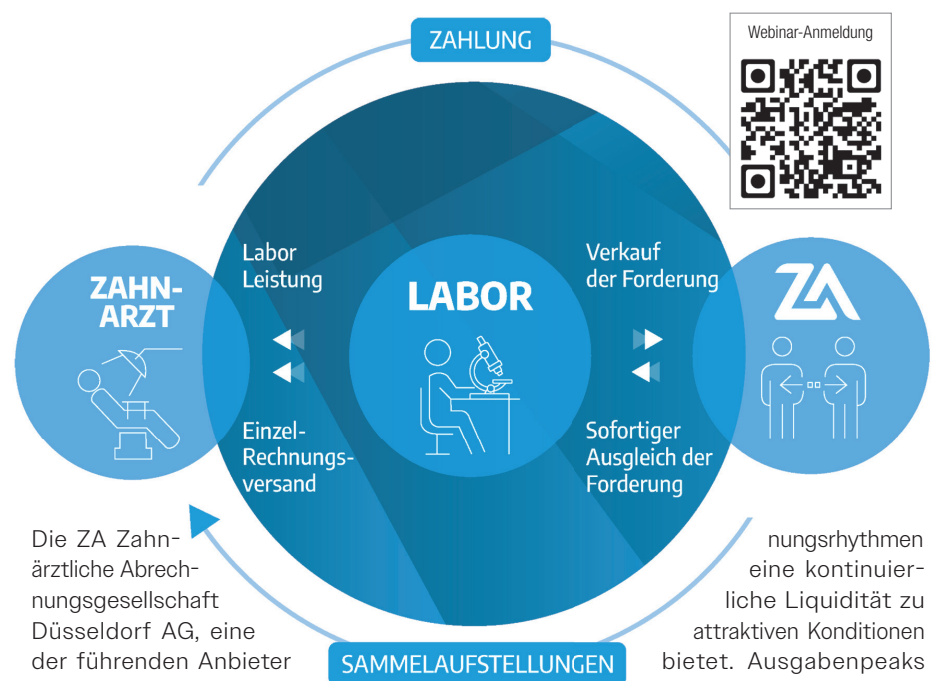 ZAHLUNG
Webinar-Anmeldung
ZAHN-
ARZT
Labor
Leistung
LABOR
Verkauf
der Forderung
ZA
Einzel-
Rechnungs-
versand
Sofortiger
Ausgleich der
Forderung
Die ZA Zahn-
ärztliche Abrech-
nungsgesellschaft
Düsseldorf AG, eine
der führenden Anbieter
SAMMELAUFSTELLUNGEN
nungsrhythmen
eine kontinuier-
liche Liquidität zu
attraktiven Konditionen
bietet. Ausgabenpeaks